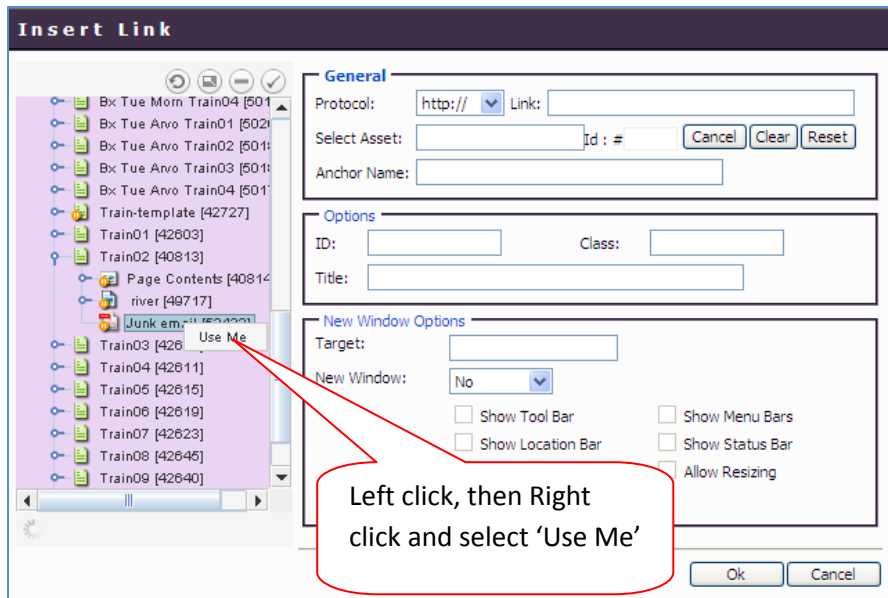 Insert Link
Bx Tue Morn Train04 [501
Bx Tue Arvo Train01 [502
Bx Tue Arvo Train02 [501
Bx Tue Arvo Train03 [501
Bx Tue Arvo Train04 [501
Train-template [42727]
Train01 [42603]
Train02 [40813]
Page Contents [40814
river [49717]
Junk
Use Me
Train03
Train04 [42611]
Train05 [42615]
Train06 [42619]
Train07 [42623]
Train08 [42645]
Train09 [42640]
General
Protocol: http:// Link:
Select Asset: Id : # Cancel Clear Reset
Anchor Name:
Options
ID: Class:
Title:
New Window Options
Target:
New Window: No
Show Tool Bar Show Menu Bars
Show Location Bar Show Status Bar
Allow Resizing
Left click, then Right
click and select ‘Use Me’
Ok Cancel